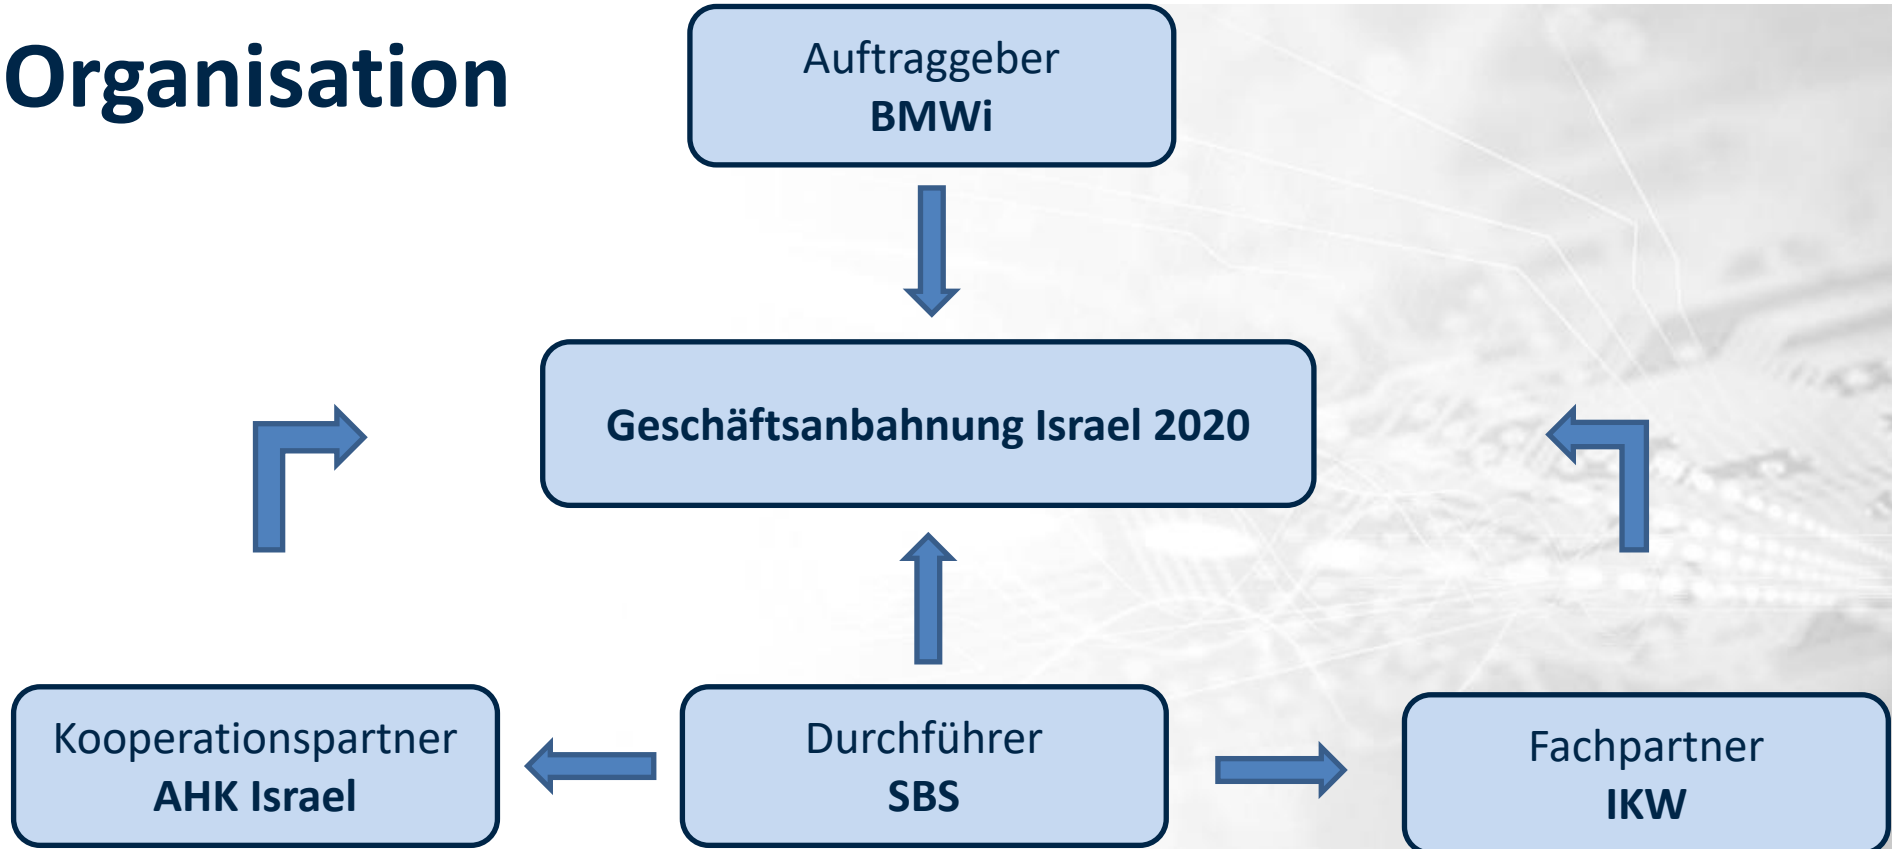 Organisation
Auftraggeber
BMWi
Geschäftsanbahnung Israel 2020
Kooperationspartner
AHK Israel
Durchführer
SBS
Fachpartner
IKW